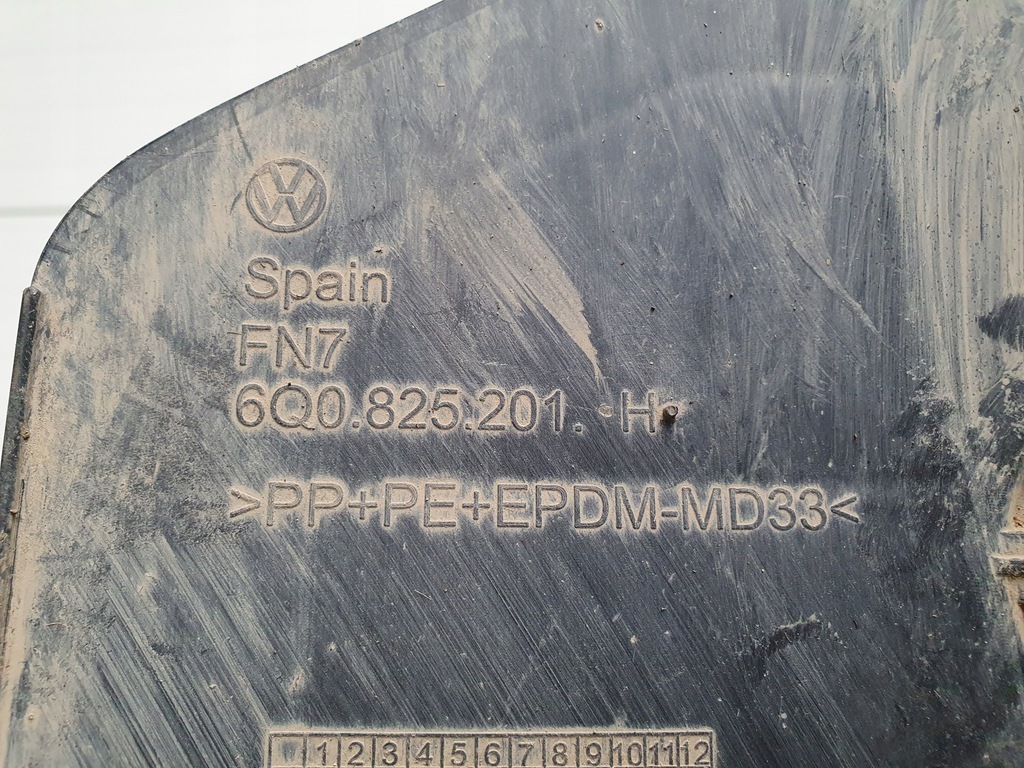 VW
Spain
FN7
6Q0.825.201. H
>PP+PE+EPDM-MD33<
1 2 3 4 5 6 7 8 9 10 11 12